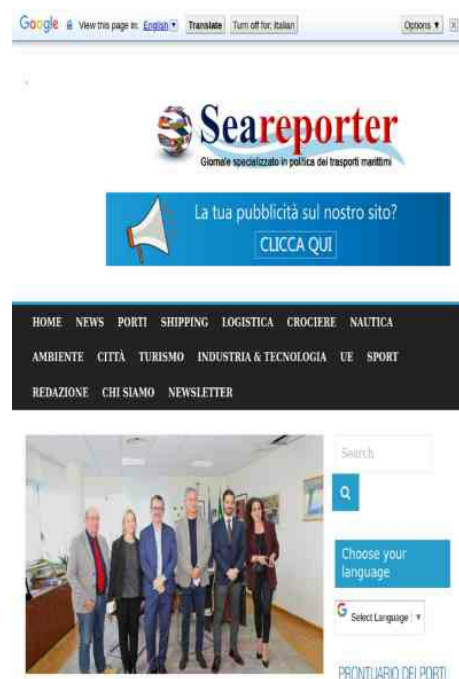 Google View this page in: English Translate Turn off for: Italian Options
Seareporter
Giornale specializzato in politica dei trasporti marittimi
La tua pubblicità sul nostro sito?
CLICCA QUI
HOME NEWS PORTI SHIPPING LOGISTICA CROCIERE NAUTICA
AMBIENTE CITTÀ TURISMO INDUSTRIA & TECNOLOGIA UE SPORT
REDAZIONE CHI SIAMO NEWSLETTER
Search
Choose your
language
G Select Language
PRONTUARIO DEI PORTI